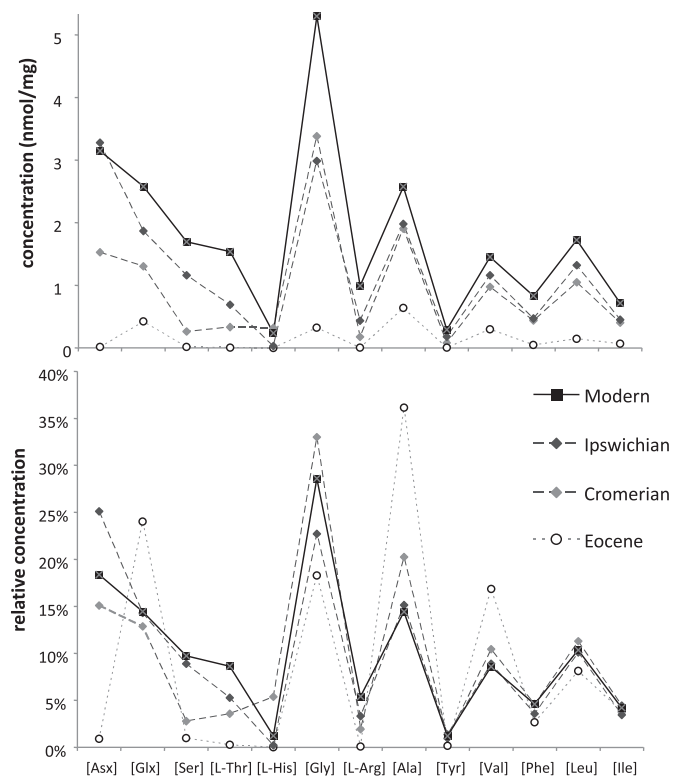 concentration (nmol/mg)
5
4
3
2
1
0
relative concentration
40%
35%
30%
25%
20%
15%
10%
5%
0%
Modern
Ipswichian
Cromerian
Eocene
[Asx] [Glx] [Ser] [L-Thr] [L-His] [Gly] [L-Arg] [Ala] [Tyr] [Val] [Phe] [Leu] [Ile]